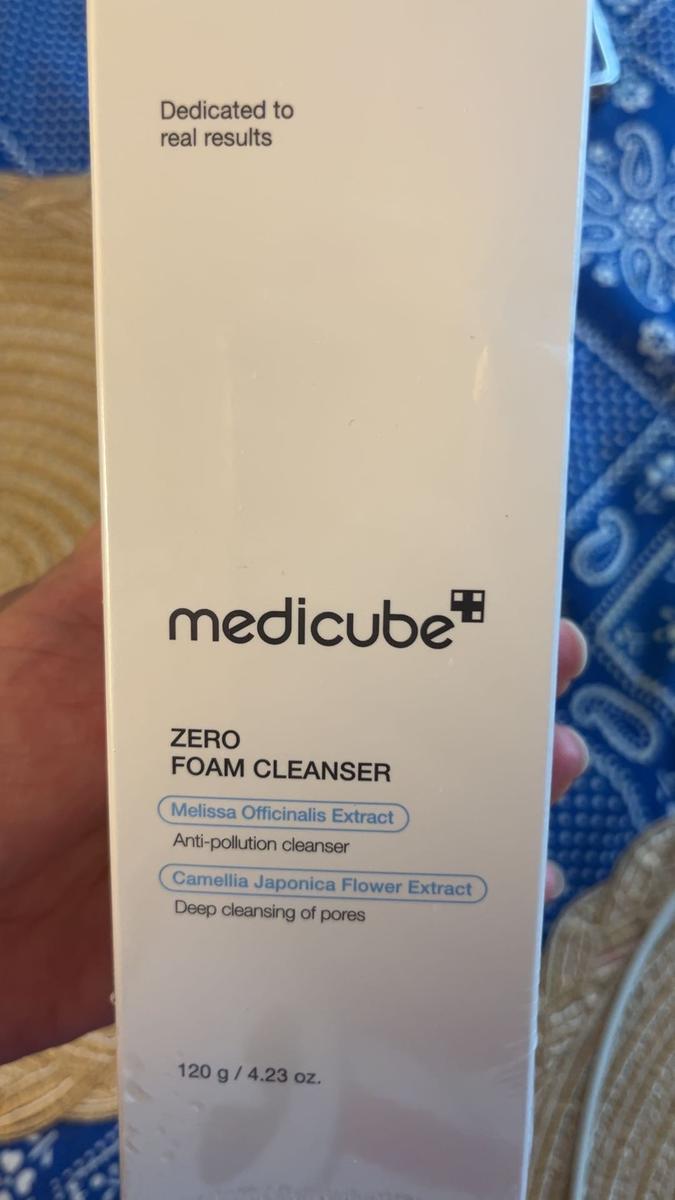 Dedicated to
real results
medicube
ZERO
FOAM CLEANSER
Melissa Officinalis Extract
Anti-pollution cleanser
Camellia Japonica Flower Extract
Deep cleansing of pores
120 g / 4.23 oz.